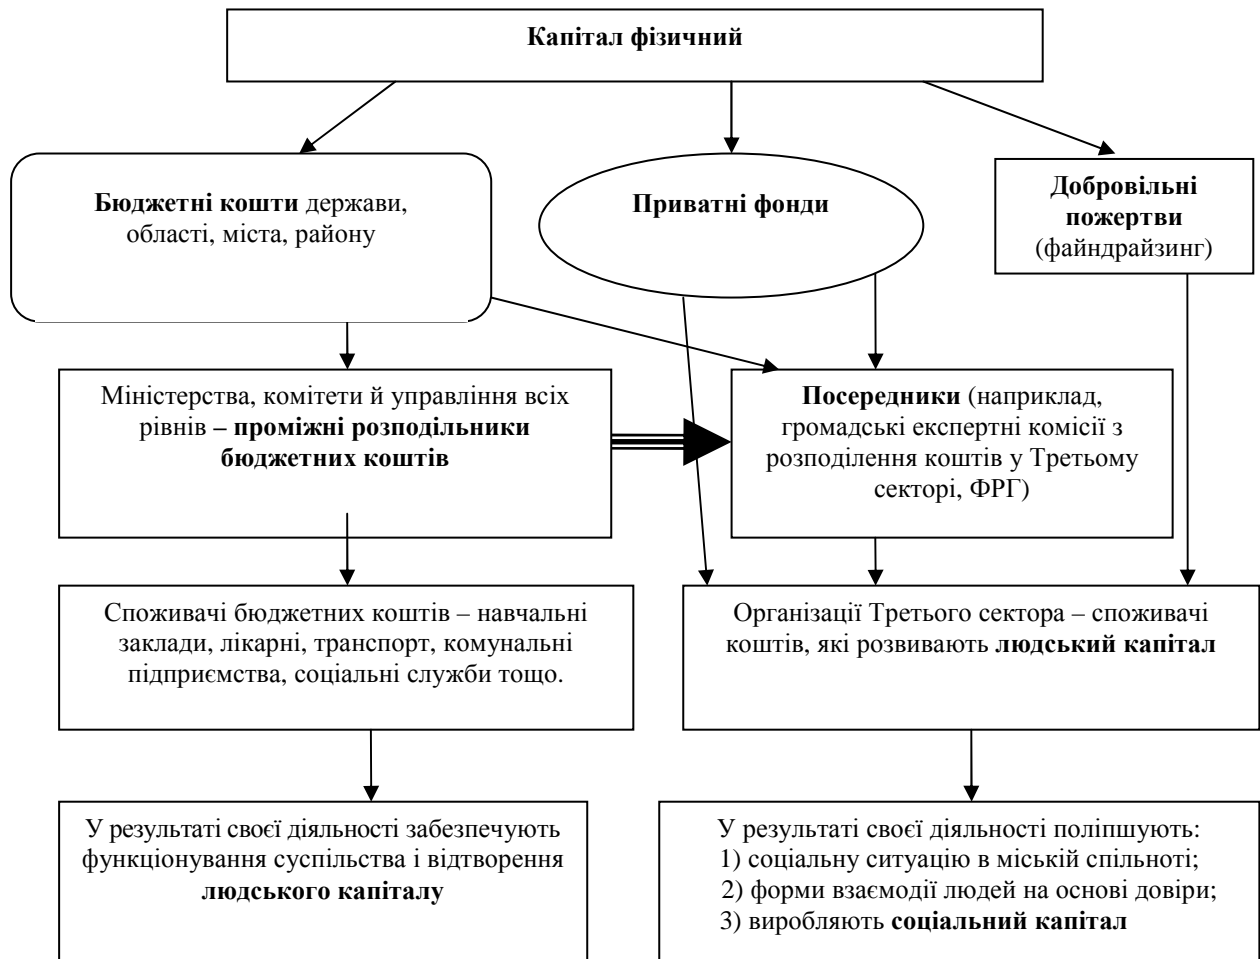 Капітал фізичний
Бюджетні кошти держави,
області, міста, району
Приватні фонди
Добровільні
пожертви
(файндрайзинг)
Міністерства, комітети й управління всіх
рівнів – проміжні розподільники
бюджетних коштів
Посередники (наприклад,
громадські експертні комісії з
розподілення коштів у Третьому
секторі, ФРГ)
Споживачі бюджетних коштів – навчальні
заклади, лікарні, транспорт, комунальні
підприємства, соціальні служби тощо.
Організації Третього сектора – споживачі
коштів, які розвивають людський капітал
У результаті своєї діяльності забезпечують
функціонування суспільства і відтворення
людського капіталу
У результаті своєї діяльності поліпшують:
1) соціальну ситуацію в міській спільноті;
2) форми взаємодії людей на основі довіри;
3) виробляють соціальний капітал